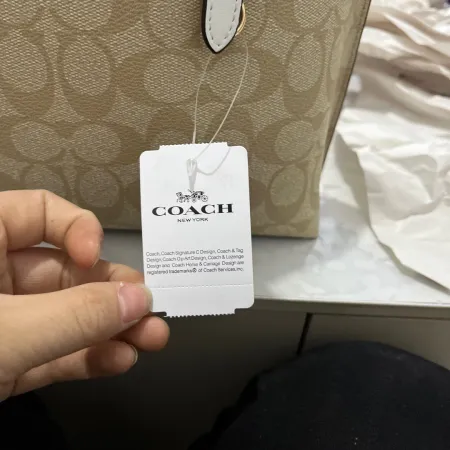 COACH
NEW YORK
Coach, Coach Signature C Design, Coach & Tag
Design, Coach Op-Art Design, Coach & Lozenge
Design and Coach Horse & Carriage Design are
registered trademarks® of Coach Services, Inc.